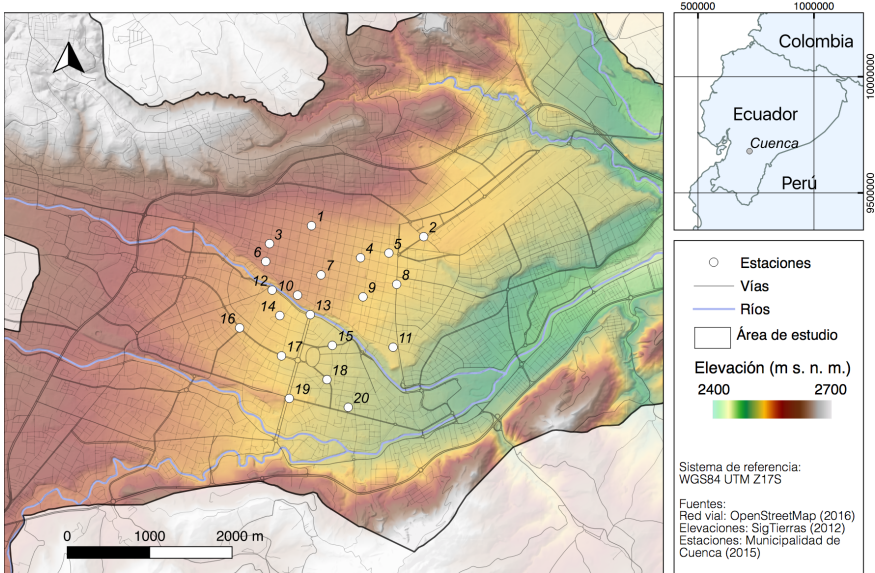 500000 1000000
Colombia
10000000
Ecuador
Cuenca
Perú
9500000
1
2
3
4 5
6
7
8
12 10
9
14 13
16
15
11
17
18
19
20
0 1000 2000 m
Estaciones
Vías
Ríos
Área de estudio
Elevación (m s. n. m.)
2400 2700
Sistema de referencia:
WGS84 UTM Z17S
Fuentes:
Red vial: OpenStreetMap (2016)
Elevaciones: SigTierras (2012)
Estaciones: Municipalidad de
Cuenca (2015)